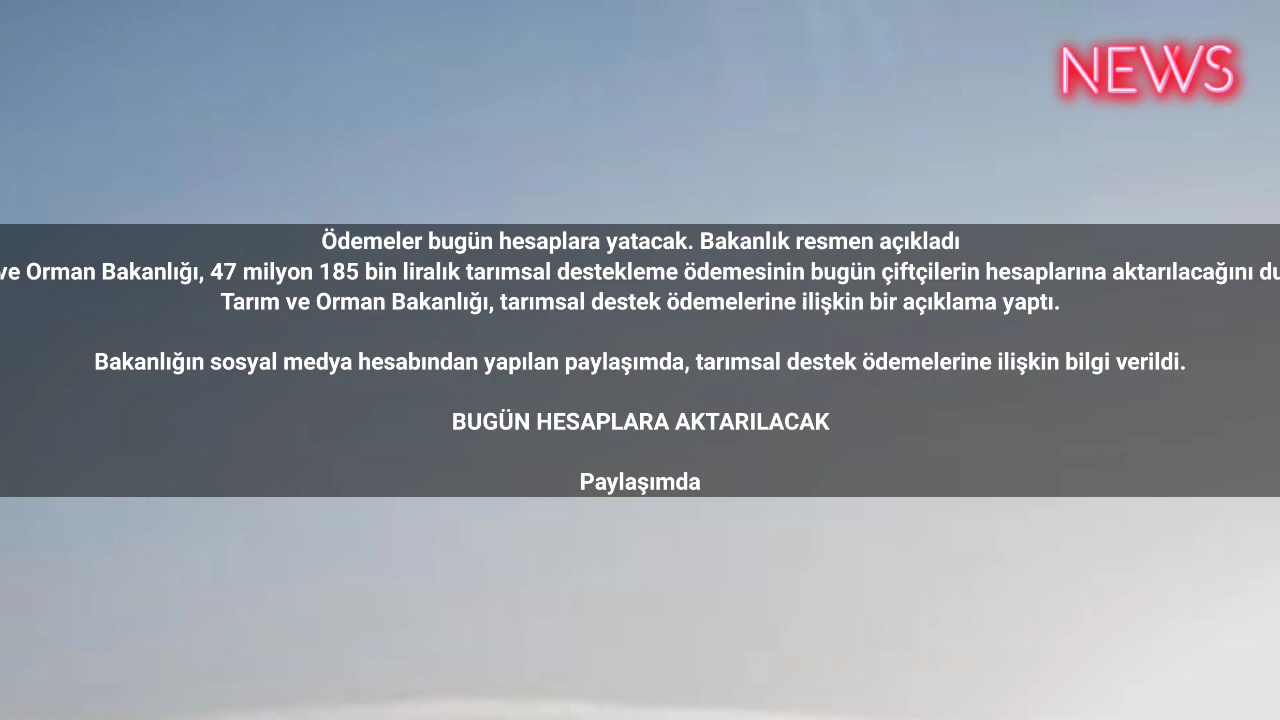 NEWS
Ödemeler bugün hesaplara yatacak. Bakanlık resmen açıkladı
ve Orman Bakanlığı, 47 milyon 185 bin liralık tarımsal destekleme ödemesinin bugün çiftçilerin hesaplarına aktarılacağını du
Tarım ve Orman Bakanlığı, tarımsal destek ödemelerine ilişkin bir açıklama yaptı.
Bakanlığın sosyal medya hesabından yapılan paylaşımda, tarımsal destek ödemelerine ilişkin bilgi verildi.
BUGÜN HESAPLARA AKTARILACAK
Paylaşımda